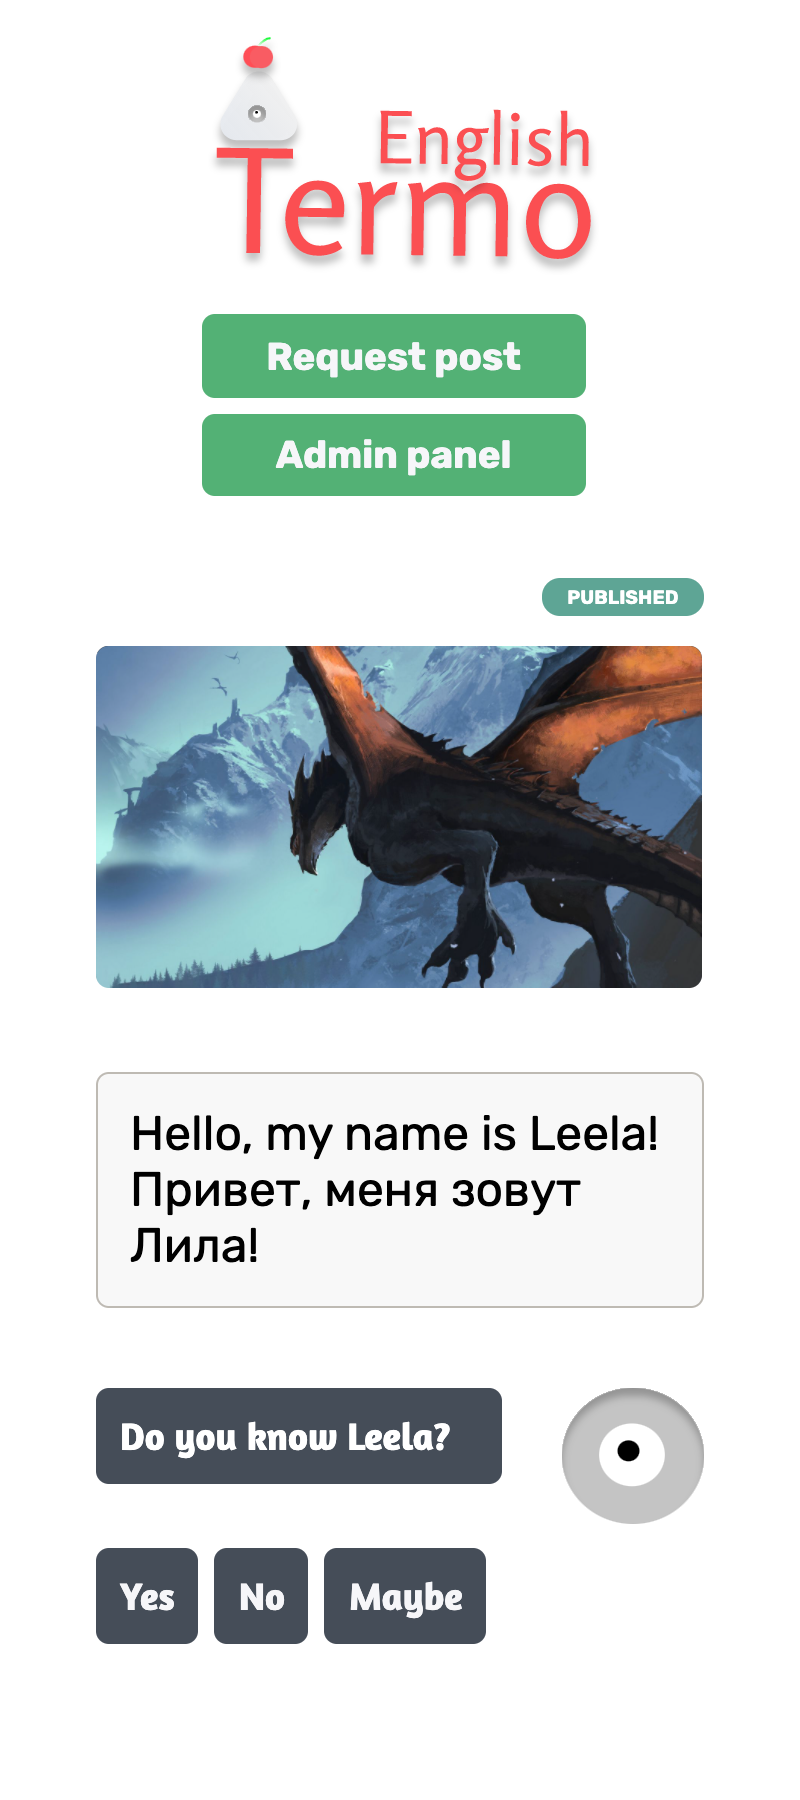 English
Termo
Request post
Admin panel
PUBLISHED
Hello, my name is Leela!
Привет, меня зовут
Лила!
Do you know Leela?
Yes
No
Maybe